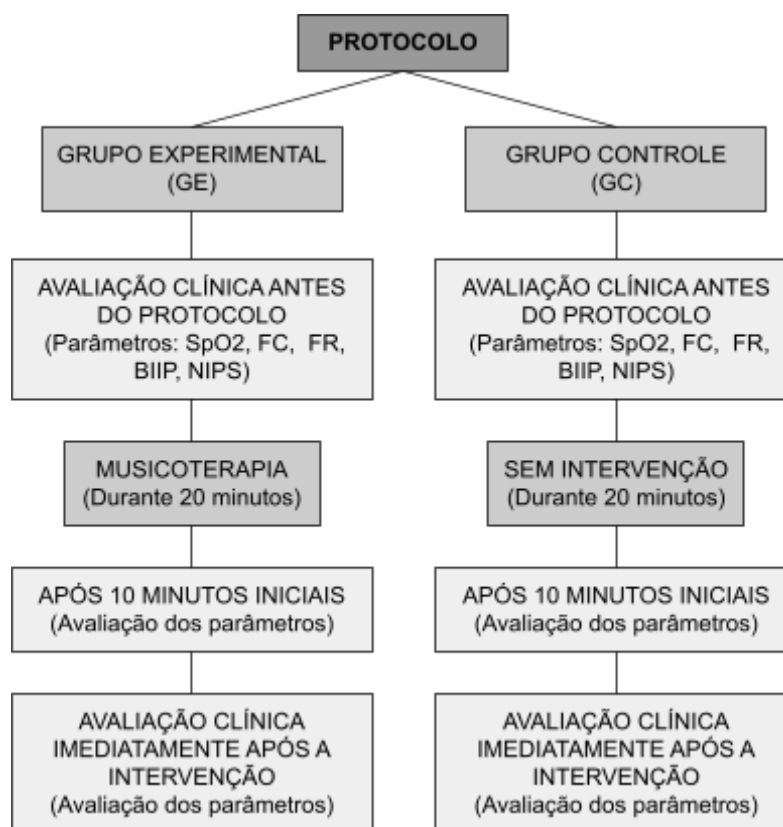 PROTOCOLO
GRUPO EXPERIMENTAL
(GE)
GRUPO CONTROLE
(GC)
AVALIAÇÃO CLÍNICA ANTES
DO PROTOCOLO
(Parâmetros: SpO2, FC, FR,
BIIP, NIPS)
AVALIAÇÃO CLÍNICA ANTES
DO PROTOCOLO
(Parâmetros: SpO2, FC, FR,
BIIP, NIPS)
MUSICOTERAPIA
(Durante 20 minutos)
SEM INTERVENÇÃO
(Durante 20 minutos)
APÓS 10 MINUTOS INICIAIS
(Avaliação dos parâmetros)
APÓS 10 MINUTOS INICIAIS
(Avaliação dos parâmetros)
AVALIAÇÃO CLÍNICA
IMEDIATAMENTE APÓS A
INTERVENÇÃO
(Avaliação dos parâmetros)
AVALIAÇÃO CLÍNICA
IMEDIATAMENTE APÓS A
INTERVENÇÃO
(Avaliação dos parâmetros)